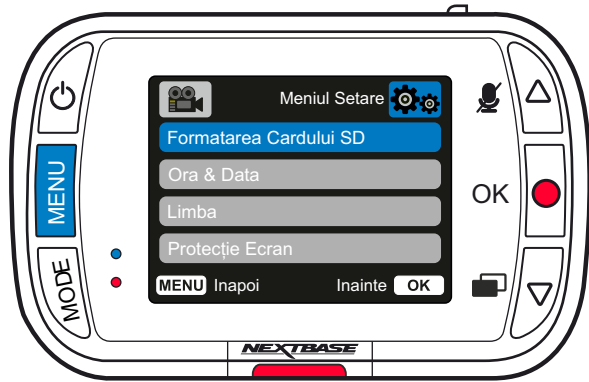 Meniul Setare
Formatarea Cardului SD
Ora & Data
Limba
Protecție Ecran
MENU Inapoi Inainte OK
MENU
MODE
OK
NEXTBASE